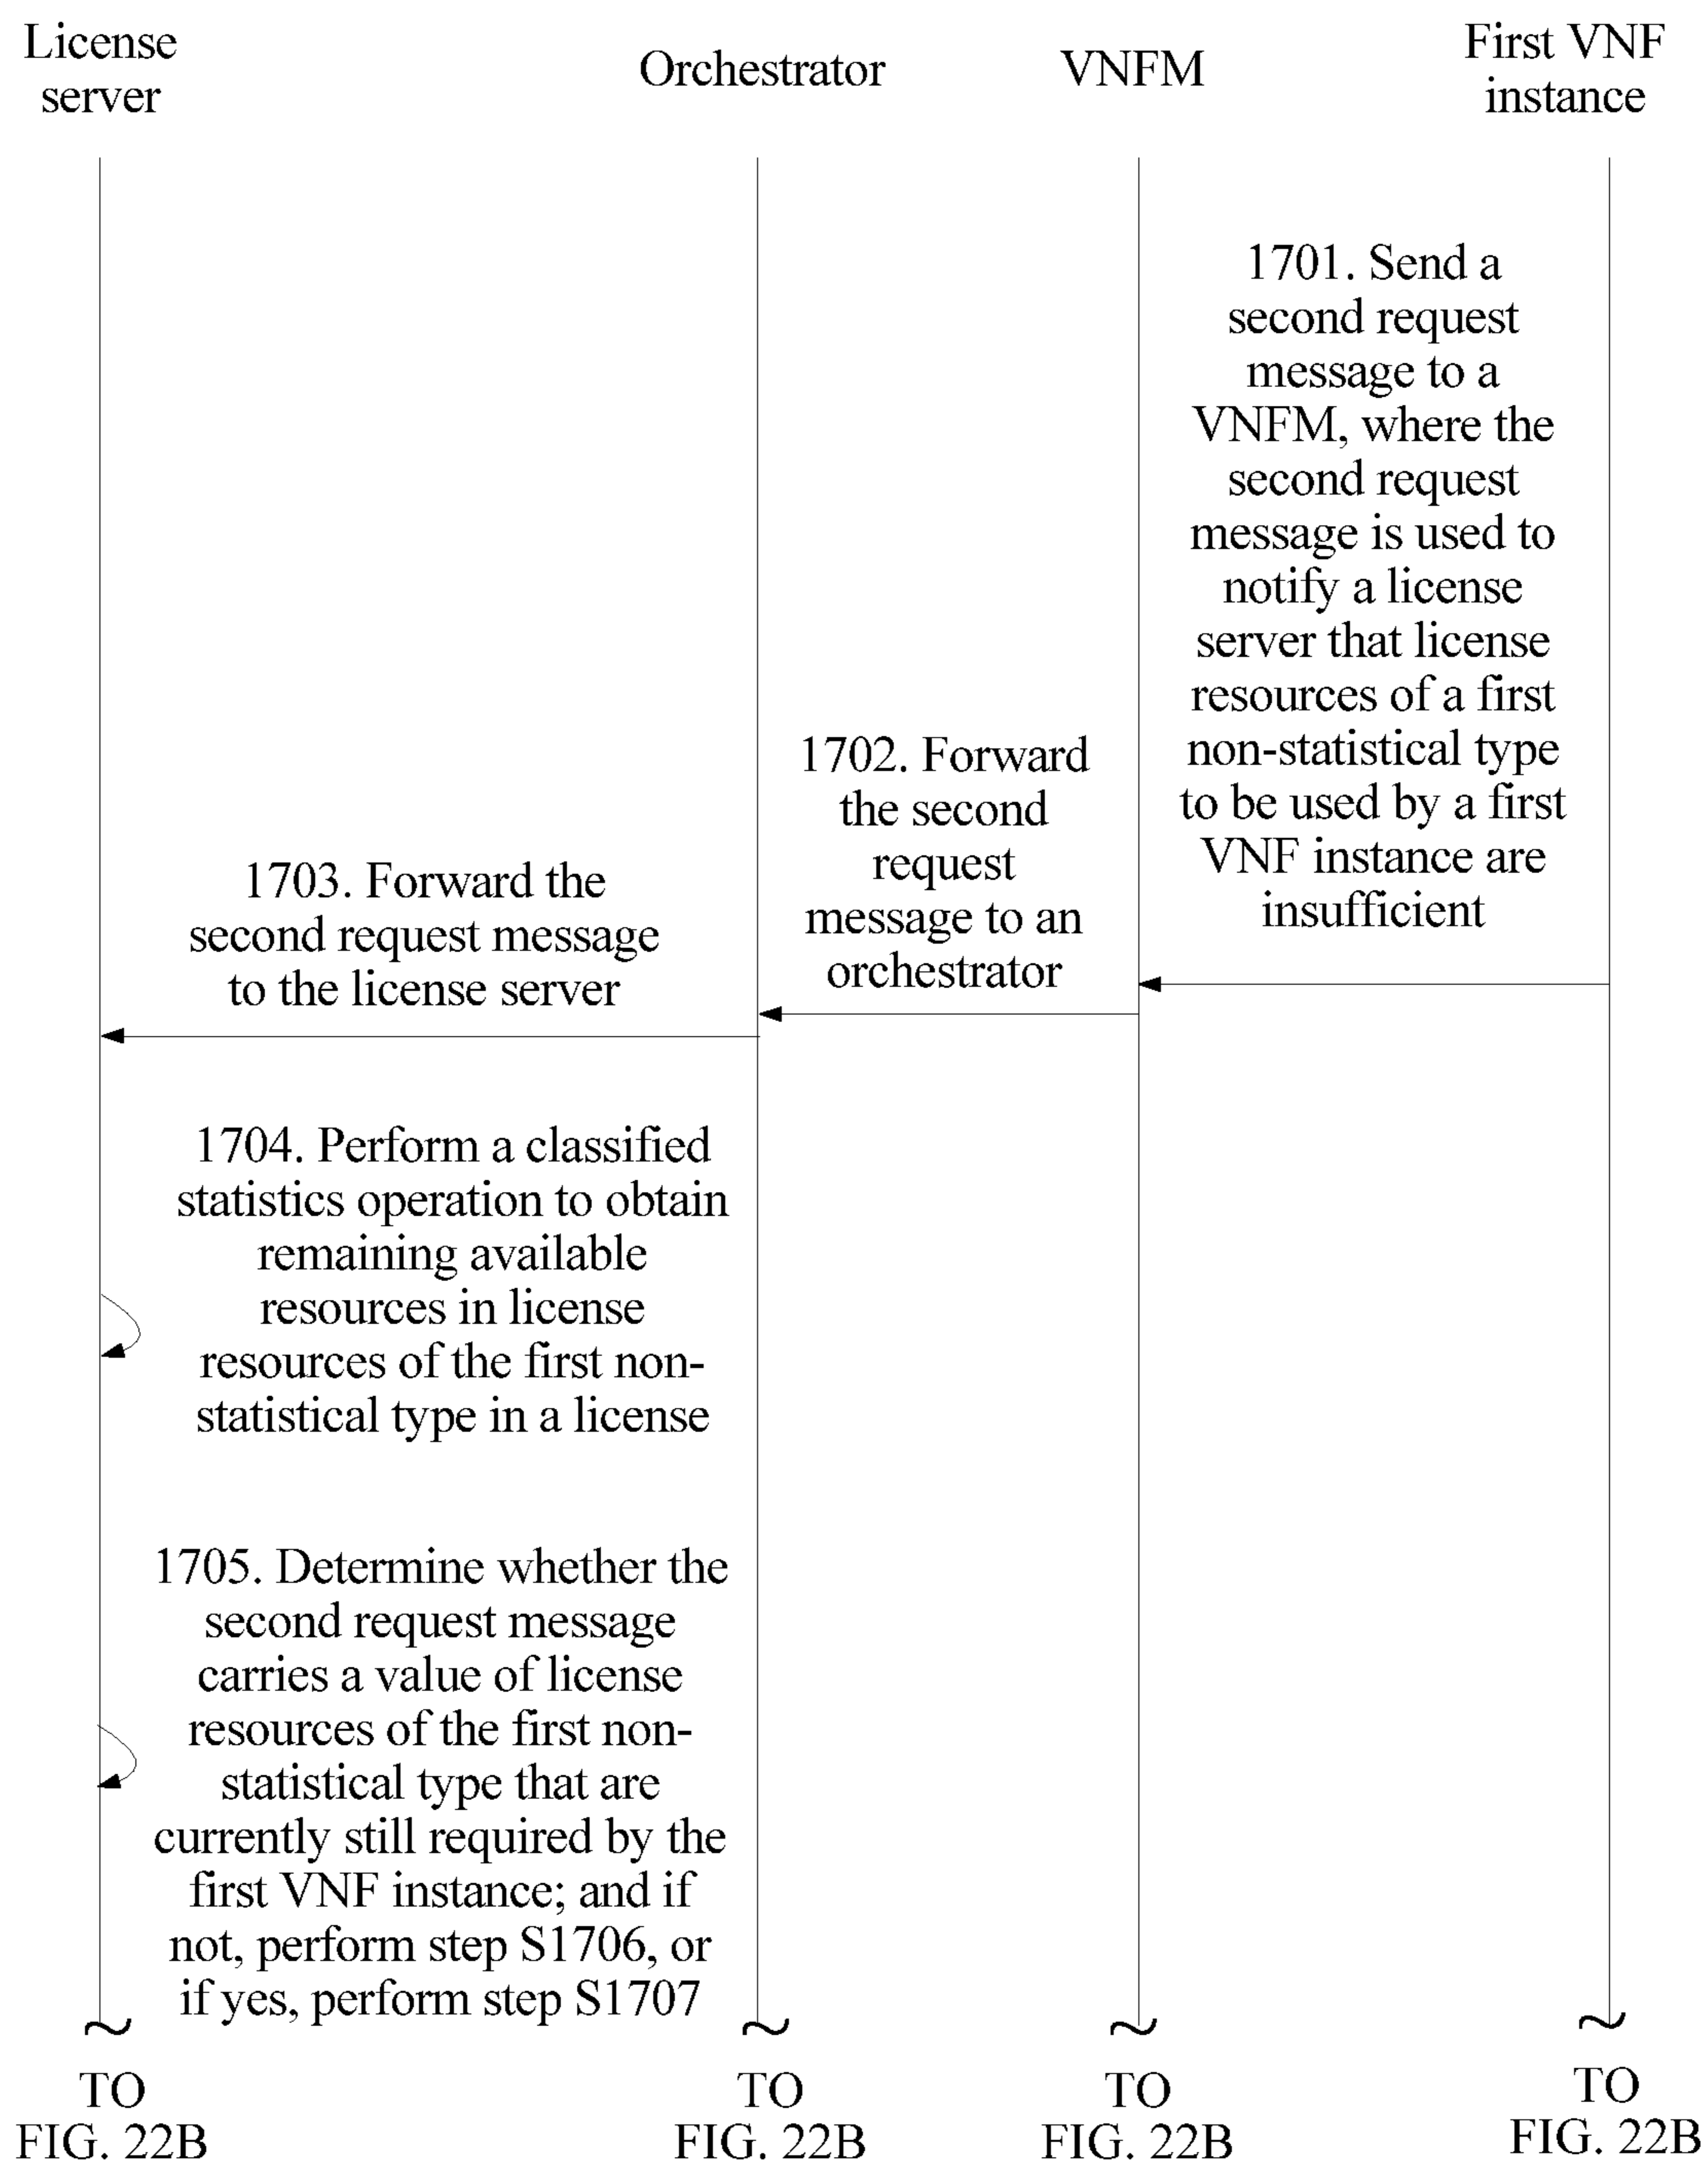 License
server
Orchestrator
VNFM
First VNF
instance
1701. Send a
second request
message to a
VNFM, where the
second request
message is used to
notify a license
server that license
resources of a first
non-statistical type
to be used by a first
VNF instance are
insufficient
1702. Forward
the second
request
message to an
orchestrator
1703. Forward the
second request message
to the license server
1704. Perform a classified
statistics operation to obtain
remaining available
resources in license
resources of the first non-
statistical type in a license
1705. Determine whether the
second request message
carries a value of license
resources of the first non-
statistical type that are
currently still required by the
first VNF instance; and if
not, perform step S1706, or
if yes, perform step S1707
TO
FIG. 22B
TO
FIG. 22B
TO
FIG. 22B
TO
FIG. 22B